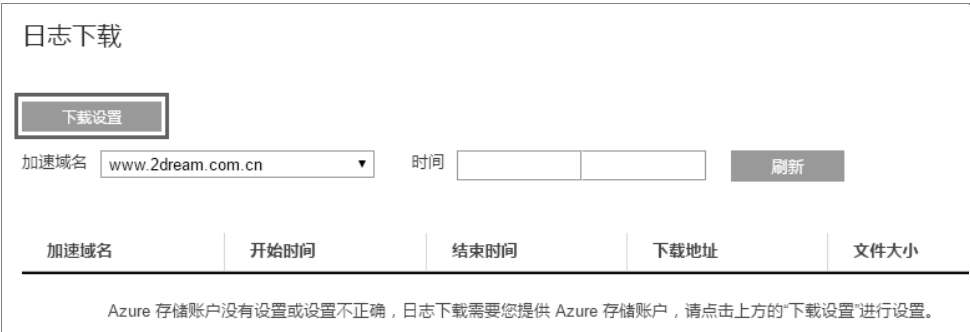 日志下载
下载设置
加速域名 www.2dream.com.cn 时间 刷新
加速域名 开始时间 结束时间 下载地址 文件大小
Azure 存储账户没有设置或设置不正确，日志下载需要您提供 Azure 存储账户，请点击上方的“下载设置”进行设置。